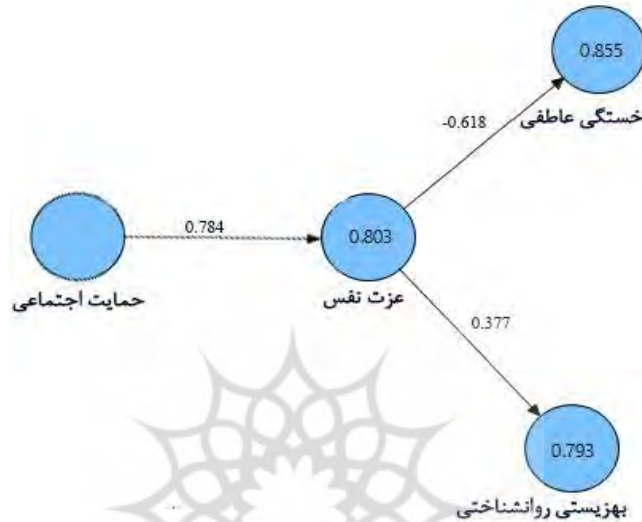 0.855
خستگی عاطفی
-0.618
0.784
0.803
حمایت اجتماعی
عزت نفس
0.377
0.793
بهزیستی روانشناختی